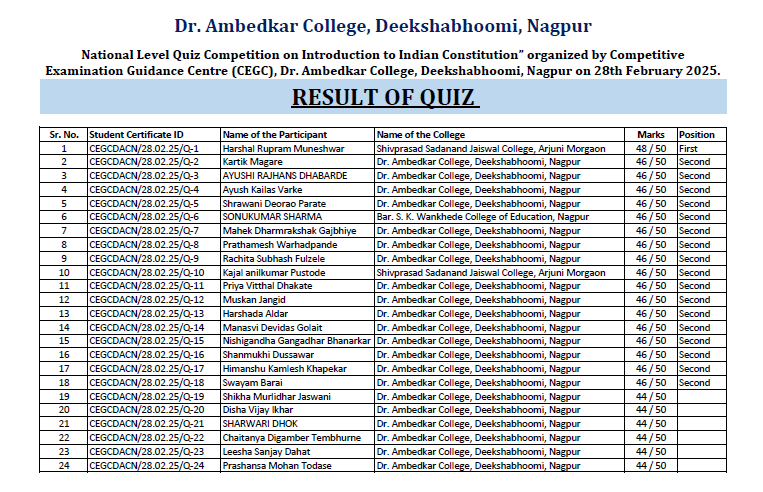 Dr. Ambedkar College, Deekshabhoomi, Nagpur
National Level Quiz Competition on Introduction to Indian Constitution” organized by Competitive
Examination Guidance Centre (CEGC), Dr. Ambedkar College, Deekshabhoomi, Nagpur on 28th February 2025.
RESULT OF QUIZ
Sr. No. Student Certificate ID Name of the Participant Name of the College Marks Position
1 CEGCDACN/28.02.25/Q-1 Harshal Rupram Muneshwar Shivprasad Sadanand Jaiswal College, Arjuni Morgaon 48 / 50 First
2 CEGCDACN/28.02.25/Q-2 Kartik Magare Dr. Ambedkar College, Deekshabhoomi, Nagpur 46 / 50 Second
3 CEGCDACN/28.02.25/Q-3 AYUSHI RAJHANS DHABARDE Dr. Ambedkar College, Deekshabhoomi, Nagpur 46 / 50 Second
4 CEGCDACN/28.02.25/Q-4 Ayush Kailas Varke Dr. Ambedkar College, Deekshabhoomi, Nagpur 46 / 50 Second
5 CEGCDACN/28.02.25/Q-5 Shrawani Deorao Parate Dr. Ambedkar College, Deekshabhoomi, Nagpur 46 / 50 Second
6 CEGCDACN/28.02.25/Q-6 SONUKUMAR SHARMA Bar. S. K. Wankhede College of Education, Nagpur 46 / 50 Second
7 CEGCDACN/28.02.25/Q-7 Mahek Dharmrakshak Gajbhiye Dr. Ambedkar College, Deekshabhoomi, Nagpur 46 / 50 Second
8 CEGCDACN/28.02.25/Q-8 Prathamesh Warhadpande Dr. Ambedkar College, Deekshabhoomi, Nagpur 46 / 50 Second
9 CEGCDACN/28.02.25/Q-9 Rachita Subhash Fulzele Dr. Ambedkar College, Deekshabhoomi, Nagpur 46 / 50 Second
10 CEGCDACN/28.02.25/Q-10 Kajal anilkumar Pustode Shivprasad Sadanand Jaiswal College, Arjuni Morgaon 46 / 50 Second
11 CEGCDACN/28.02.25/Q-11 Priya Vitthal Dhakate Dr. Ambedkar College, Deekshabhoomi, Nagpur 46 / 50 Second
12 CEGCDACN/28.02.25/Q-12 Muskan Jangid Dr. Ambedkar College, Deekshabhoomi, Nagpur 46 / 50 Second
13 CEGCDACN/28.02.25/Q-13 Harshada Aldar Dr. Ambedkar College, Deekshabhoomi, Nagpur 46 / 50 Second
14 CEGCDACN/28.02.25/Q-14 Manasvi Devidas Golait Dr. Ambedkar College, Deekshabhoomi, Nagpur 46 / 50 Second
15 CEGCDACN/28.02.25/Q-15 Nishigandha Gangadhar Bhanarkar Dr. Ambedkar College, Deekshabhoomi, Nagpur 46 / 50 Second
16 CEGCDACN/28.02.25/Q-16 Shanmukhi Dussawar Dr. Ambedkar College, Deekshabhoomi, Nagpur 46 / 50 Second
17 CEGCDACN/28.02.25/Q-17 Himanshu Kamlesh Khapekar Dr. Ambedkar College, Deekshabhoomi, Nagpur 46 / 50 Second
18 CEGCDACN/28.02.25/Q-18 Swayam Barai Dr. Ambedkar College, Deekshabhoomi, Nagpur 46 / 50 Second
19 CEGCDACN/28.02.25/Q-19 Shikha Murlidhar Jaswani Dr. Ambedkar College, Deekshabhoomi, Nagpur 44 / 50
20 CEGCDACN/28.02.25/Q-20 Disha Vijay Ikhar Dr. Ambedkar College, Deekshabhoomi, Nagpur 44 / 50
21 CEGCDACN/28.02.25/Q-21 SHARWARI DHOK Dr. Ambedkar College, Deekshabhoomi, Nagpur 44 / 50
22 CEGCDACN/28.02.25/Q-22 Chaitanya Digamber Tembhurne Dr. Ambedkar College, Deekshabhoomi, Nagpur 44 / 50
23 CEGCDACN/28.02.25/Q-23 Leesha Sanjay Dahat Dr. Ambedkar College, Deekshabhoomi, Nagpur 44 / 50
24 CEGCDACN/28.02.25/Q-24 Prashansa Mohan Todase Dr. Ambedkar College, Deekshabhoomi, Nagpur 44 / 50